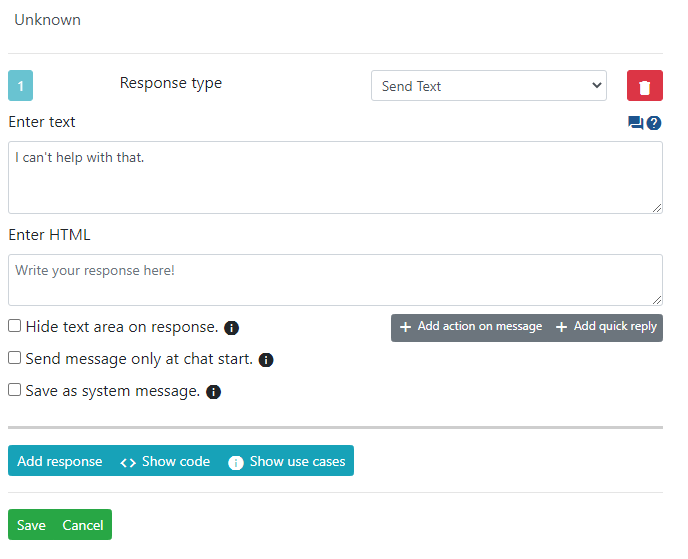 Unknown
1 Response type Send Text
Enter text
I can't help with that.
Enter HTML
Write your response here!
Hide text area on response. Add action on message Add quick reply
Send message only at chat start.
Save as system message.
Add response Show code Show use cases
Save Cancel